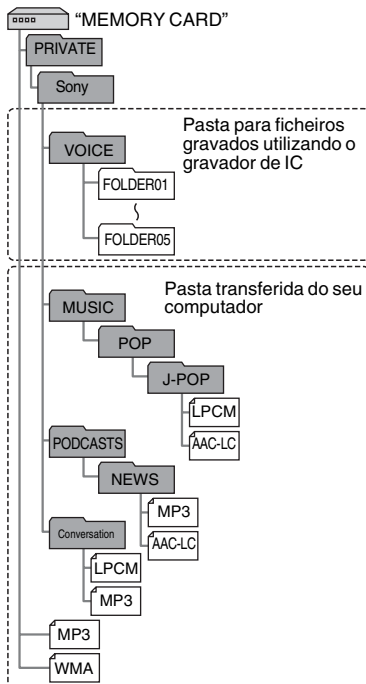 “MEMORY CARD”
PRIVATE
Sony
Pasta para ficheiros
gravados utilizando o
gravador de IC
VOICE
FOLDER01
FOLDER05
Pasta transferida do seu
computador
MUSIC
POP
J-POP
LPCM
AAC-LC
PODCASTS
NEWS
MP3
AAC-LC
Conversation
LPCM
MP3
MP3
WMA